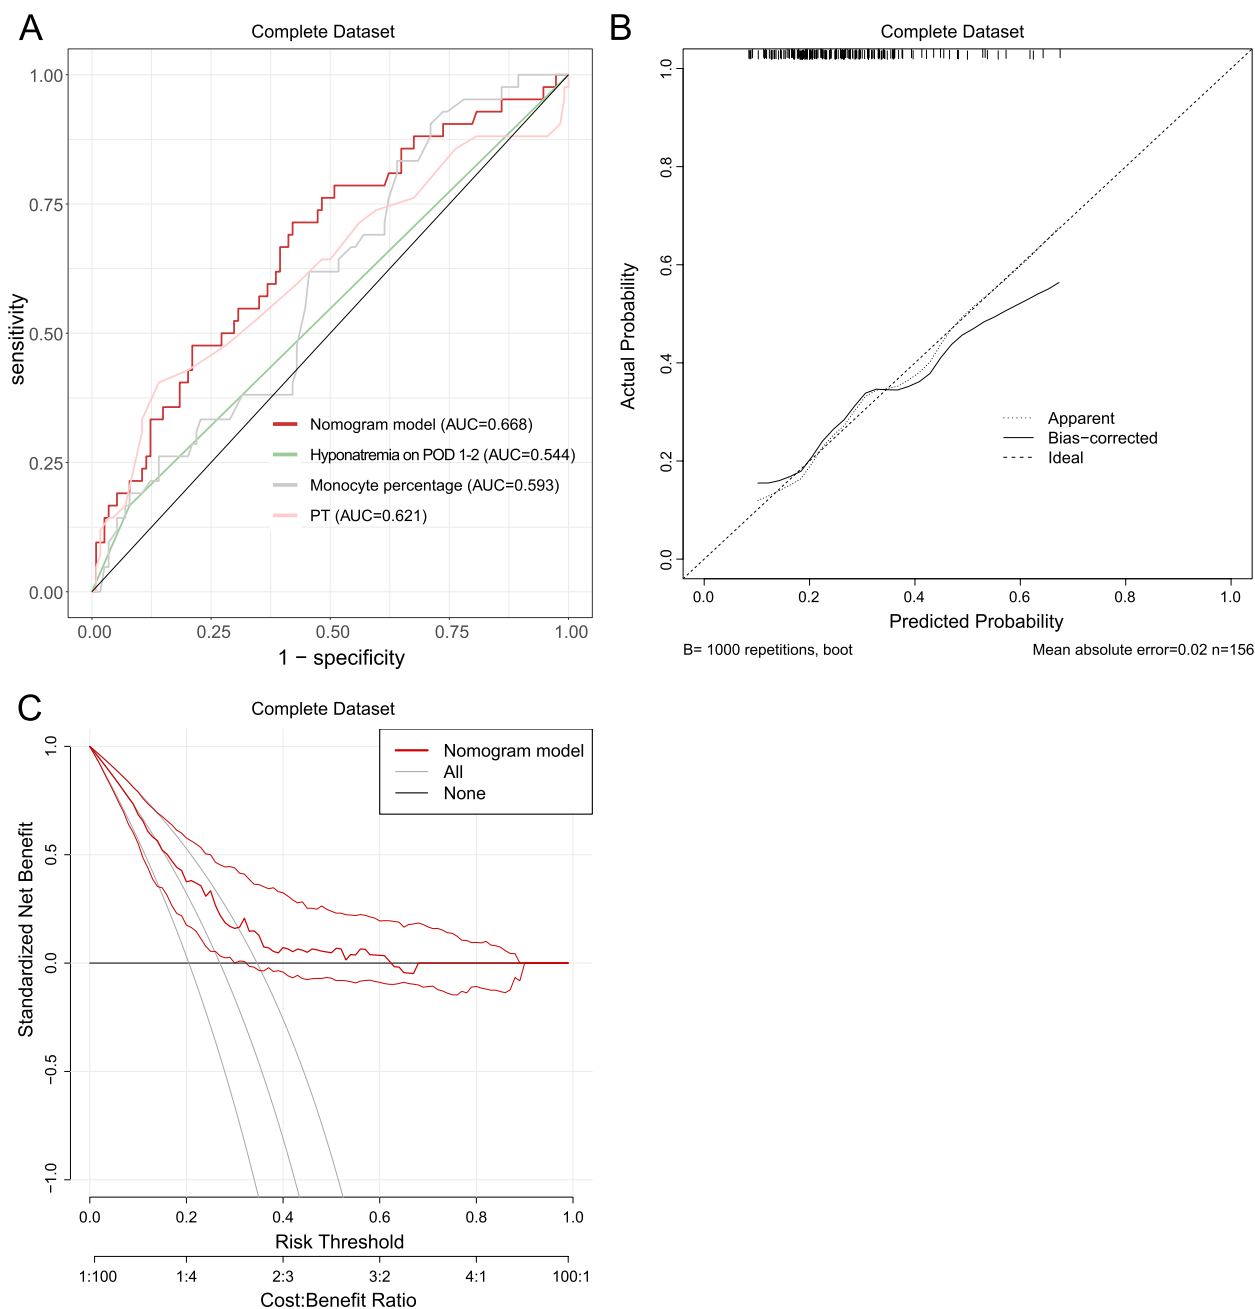 A
Complete Dataset
1.00
0.75
0.50
0.25
0.00
sensitivity
Nomogram model (AUC=0.668)
Hyponatremia on POD 1-2 (AUC=0.544)
Monocyte percentage (AUC=0.593)
PT (AUC=0.621)
0.00 0.25 0.50 0.75 1.00
1 − specificity
B
Complete Dataset
1.0
0.8
0.6
0.4
0.2
0.0
Actual Probability
Apparent
Bias−corrected
Ideal
0.0 0.2 0.4 0.6 0.8 1.0
Predicted Probability
B= 1000 repetitions, boot
Mean absolute error=0.02 n=156
C
Complete Dataset
1.0
0.5
0.0
−0.5
−1.0
Standardized Net Benefit
Nomogram model
All
None
0.0 0.2 0.4 0.6 0.8 1.0
Risk Threshold
1:100 1:4 2:3 3:2 4:1 100:1
Cost:Benefit Ratio